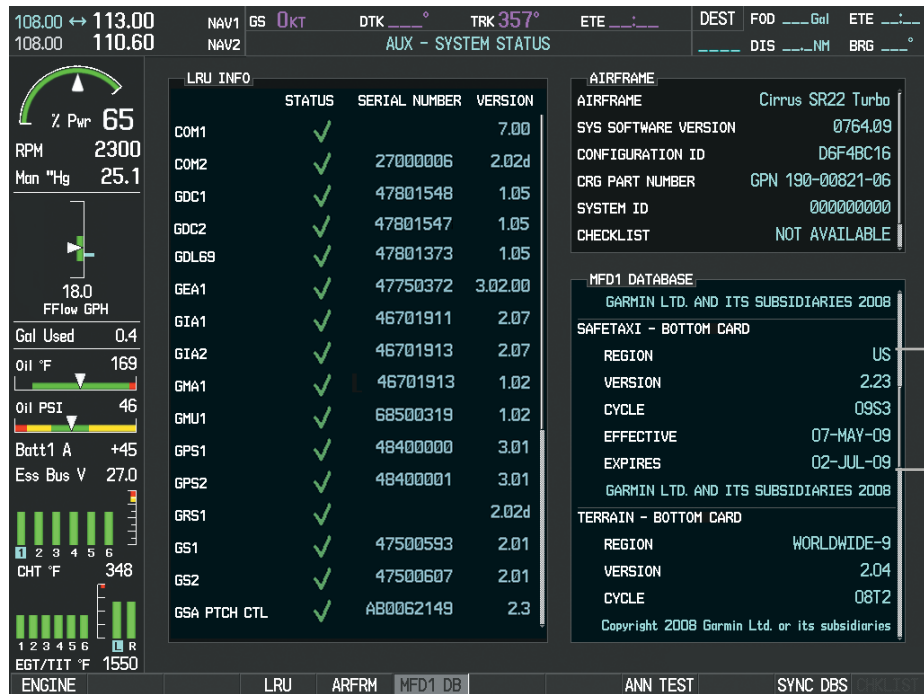 108.00 ↔ 113.00 NAV1 GS 0KT DTK ___° TRK 357° ETE __:__ DEST FOD ___Gal ETE __:__
108.00 110.60 NAV2 AUX - SYSTEM STATUS ____ DIS __._NM BRG ___°
% Pwr 65
RPM 2300
Man "Hg 25.1
18.0
FFlow GPH
Gal Used 0.4
Oil °F 169
Oil PSI 46
Batt1 A +45
Ess Bus V 27.0
1 2 3 4 5 6
CHT °F 348
1 2 3 4 5 6 L R
EGT/TIT °F 1550
LRU INFO
STATUS SERIAL NUMBER VERSION
COM1 7.00
COM2 27000006 2.02d
GDC1 47801548 1.05
GDC2 47801547 1.05
GDL69 47801373 1.05
GEA1 47750372 3.02.00
GIA1 46701911 2.07
GIA2 46701913 2.07
GMA1 46701913 1.02
GMU1 68500319 1.02
GPS1 48400000 3.01
GPS2 48400001 3.01
GRS1 2.02d
GS1 47500593 2.01
GS2 47500607 2.01
GSA PTCH CTL AB0062149 2.3
AIRFRAME
AIRFRAME Cirrus SR22 Turbo
SYS SOFTWARE VERSION 0764.09
CONFIGURATION ID D6F4BC16
CRG PART NUMBER GPN 190-00821-06
SYSTEM ID 000000000
CHECKLIST NOT AVAILABLE
MFD1 DATABASE
GARMIN LTD. AND ITS SUBSIDIARIES 2008
SAFETAXI - BOTTOM CARD
REGION US
VERSION 2.23
CYCLE 09S3
EFFECTIVE 07-MAY-09
EXPIRES 02-JUL-09
GARMIN LTD. AND ITS SUBSIDIARIES 2008
TERRAIN - BOTTOM CARD
REGION WORLDWIDE-9
VERSION 2.04
CYCLE 08T2
Copyright 2008 Garmin Ltd. or its subsidiaries
ENGINE LRU ARFRM MFD1 DB ANN TEST SYNC DBS CHKLIST